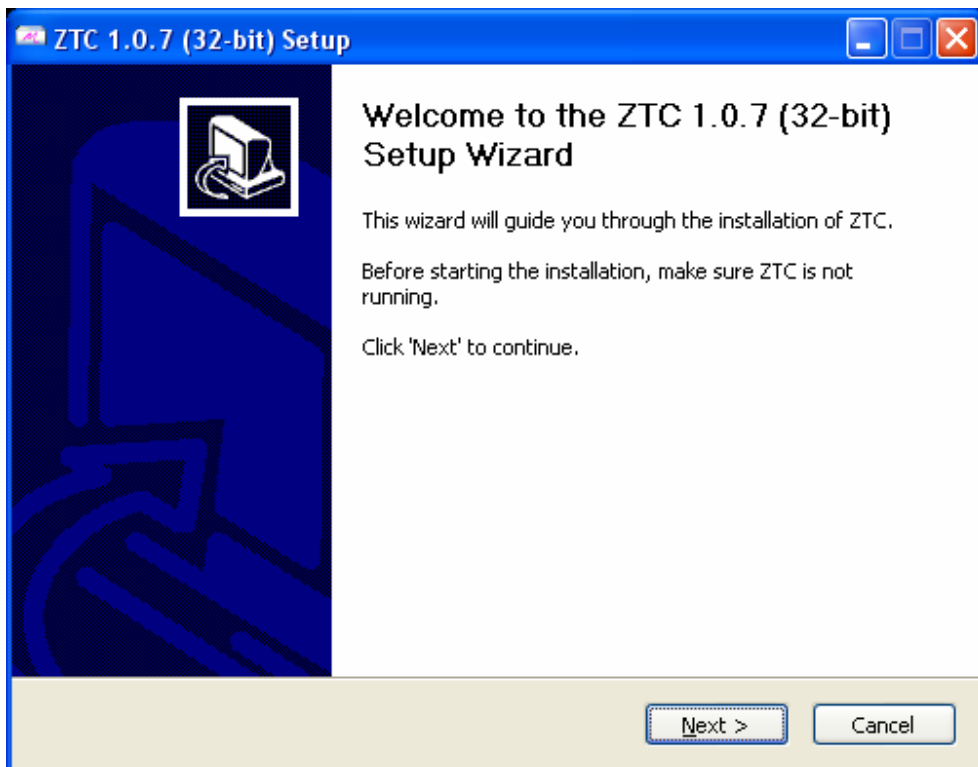 ZTC 1.0.7 (32-bit) Setup
Welcome to the ZTC 1.0.7 (32-bit)
Setup Wizard
This wizard will guide you through the installation of ZTC.
Before starting the installation, make sure ZTC is not
running.
Click 'Next' to continue.
Next >
Cancel